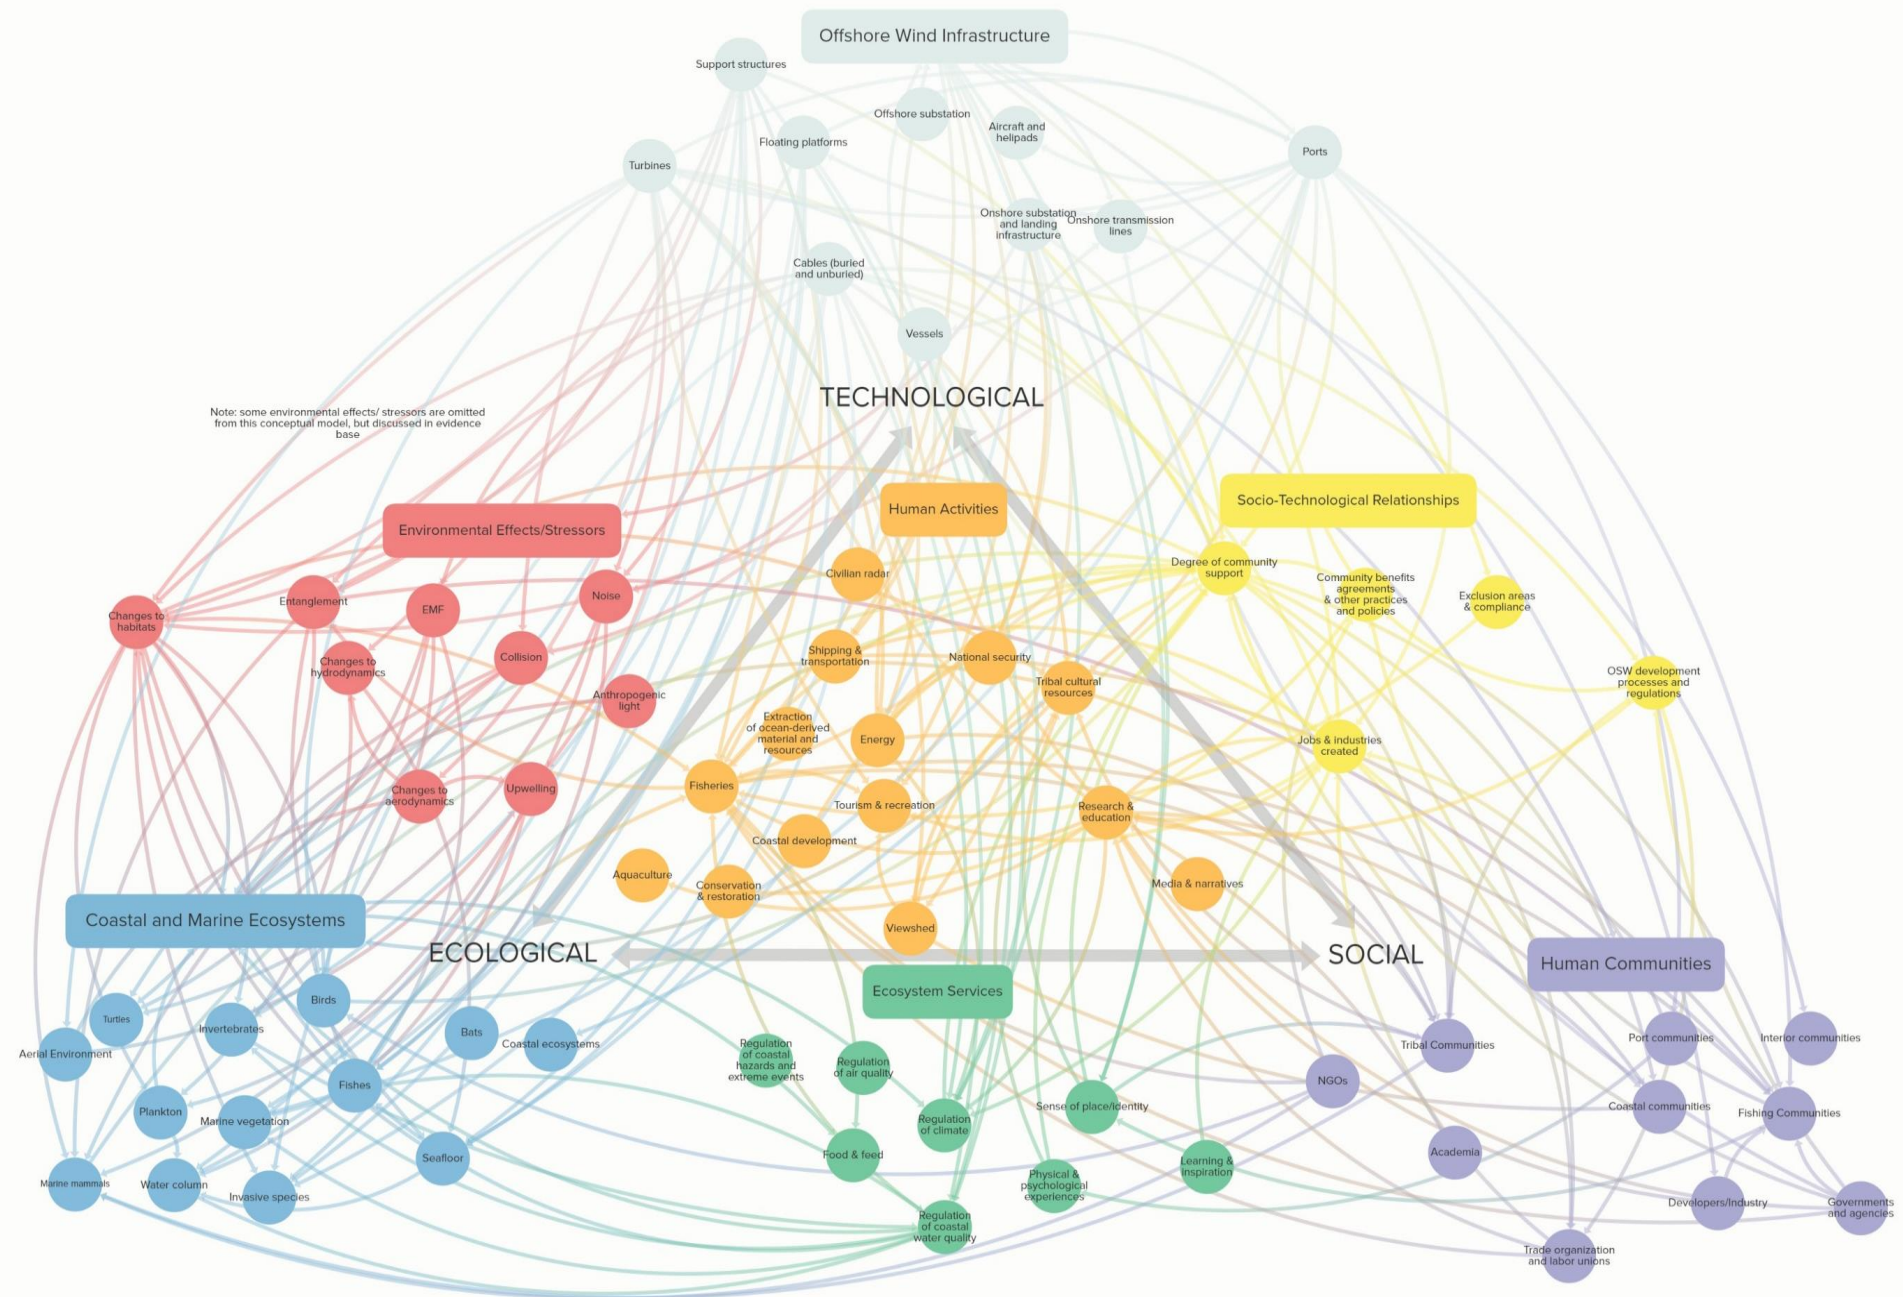 Offshore Wind Infrastructure
Support structures
Offshore substation
Aircraft and
helipads
Floating platforms
Turbines
Ports
Onshore substation
and landing
infrastructure
Onshore transmission
lines
Cables (buried
and unburied)
Vessels
TECHNOLOGICAL
Note: some environmental effects/ stressors are omitted
from this conceptual model, but discussed in evidence
base
Environmental Effects/Stressors
Changes to
habitats
Entanglement
EMF
Noise
Changes to
hydrodynamics
Collision
Anthropogenic
light
Changes to
aerodynamics
Upwelling
Human Activities
Civilian radar
Shipping &
transportation
National security
Tribal cultural
resources
Extraction
of ocean-derived
material and
resources
Energy
Fisheries
Tourism & recreation
Research &
education
Coastal development
Aquaculture
Conservation
& restoration
Media & narratives
Viewshed
Socio-Technological Relationships
Degree of community
support
Community benefits
agreements
& other practices
and policies
Exclusion areas
& compliance
OSW development
processes and
regulations
Jobs & industries
created
ECOLOGICAL
SOCIAL
Coastal and Marine Ecosystems
Birds
Turtles
Invertebrates
Bats
Coastal ecosystems
Aerial Environment
Fishes
Plankton
Marine vegetation
Seafloor
Marine mammals
Water column
Invasive species
Ecosystem Services
Regulation
of coastal
hazards and
extreme events
Regulation
of air quality
Sense of place/identity
Regulation
of climate
Food & feed
Physical &
psychological
experiences
Learning &
inspiration
Regulation
of coastal
water quality
Human Communities
Tribal Communities
Port communities
Interior communities
NGOs
Coastal communities
Fishing Communities
Academia
Developers/Industry
Governments
and agencies
Trade organization
and labor unions